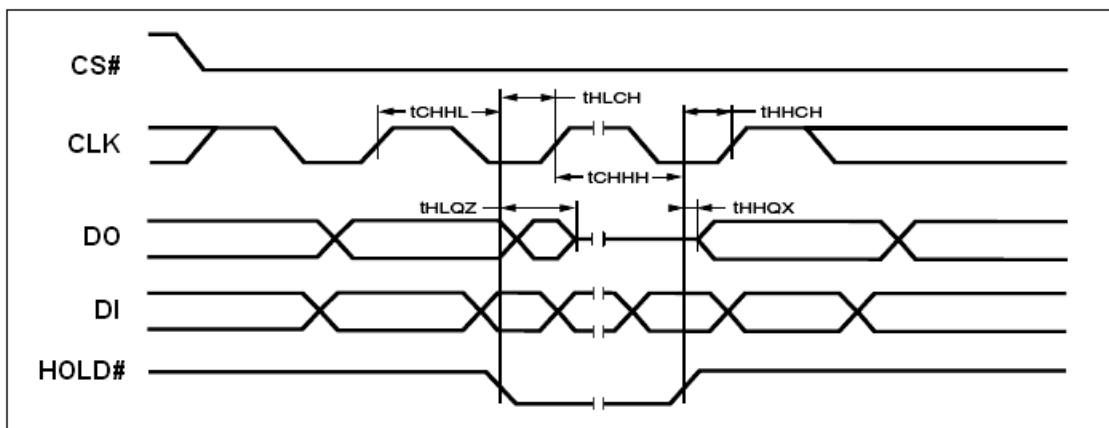 CS#
tCHHL
tHLCH
tHHCH
CLK
tCHHH
tHLQZ
tHHQX
DO
DI
HOLD#